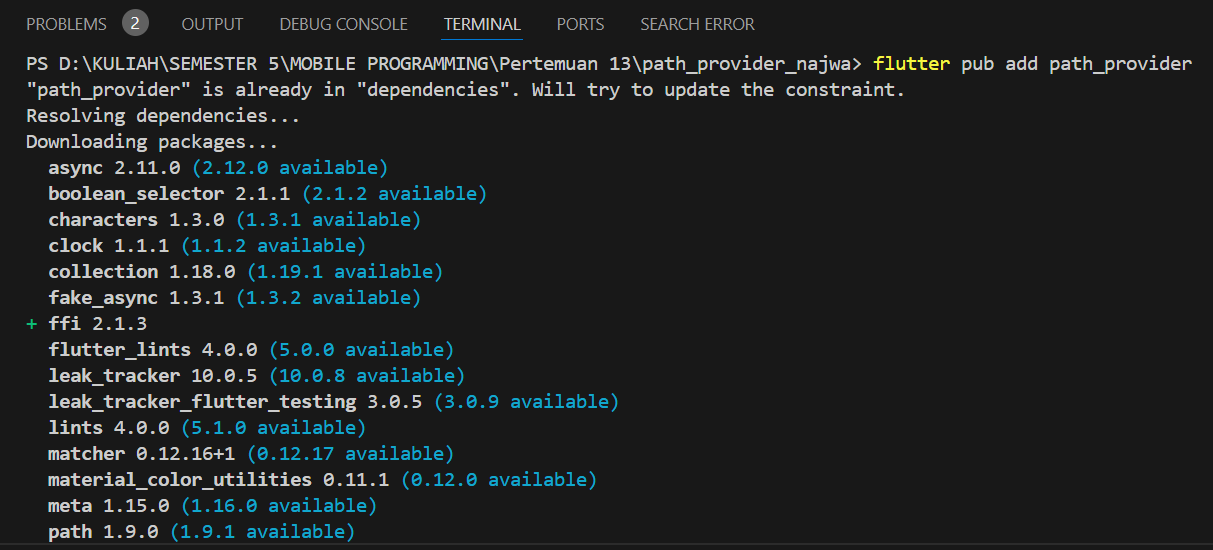 PROBLEMS 2 OUTPUT DEBUG CONSOLE TERMINAL PORTS SEARCH ERROR
PS D:\KULIAH\SEMESTER 5\MOBILE PROGRAMMING\Pertemuan 13\path_provider_najwa> flutter pub add path_provider
"path_provider" is already in "dependencies". Will try to update the constraint.
Resolving dependencies...
Downloading packages...
async 2.11.0 (2.12.0 available)
boolean_selector 2.1.1 (2.1.2 available)
characters 1.3.0 (1.3.1 available)
clock 1.1.1 (1.1.2 available)
collection 1.18.0 (1.19.1 available)
fake_async 1.3.1 (1.3.2 available)
+ ffi 2.1.3
flutter_lints 4.0.0 (5.0.0 available)
leak_tracker 10.0.5 (10.0.8 available)
leak_tracker_flutter_testing 3.0.5 (3.0.9 available)
lints 4.0.0 (5.1.0 available)
matcher 0.12.16+1 (0.12.17 available)
material_color_utilities 0.11.1 (0.12.0 available)
meta 1.15.0 (1.16.0 available)
path 1.9.0 (1.9.1 available)